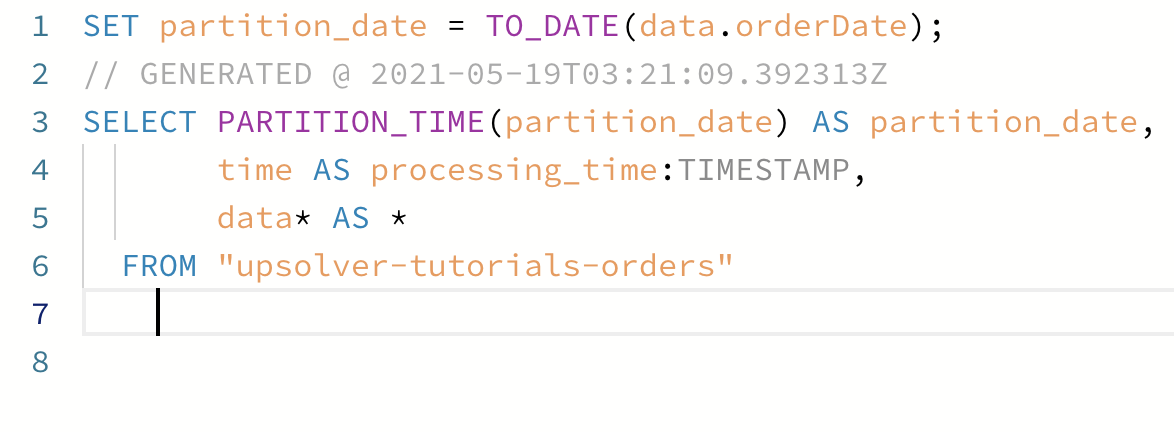 1 SET partition_date = TO_DATE(data.orderDate);
2 // GENERATED @ 2021-05-19T03:21:09.392313Z
3 SELECT PARTITION_TIME(partition_date) AS partition_date,
4 time AS processing_time:TIMESTAMP,
5 data* AS *
6 FROM "upsolver-tutorials-orders"
7
8